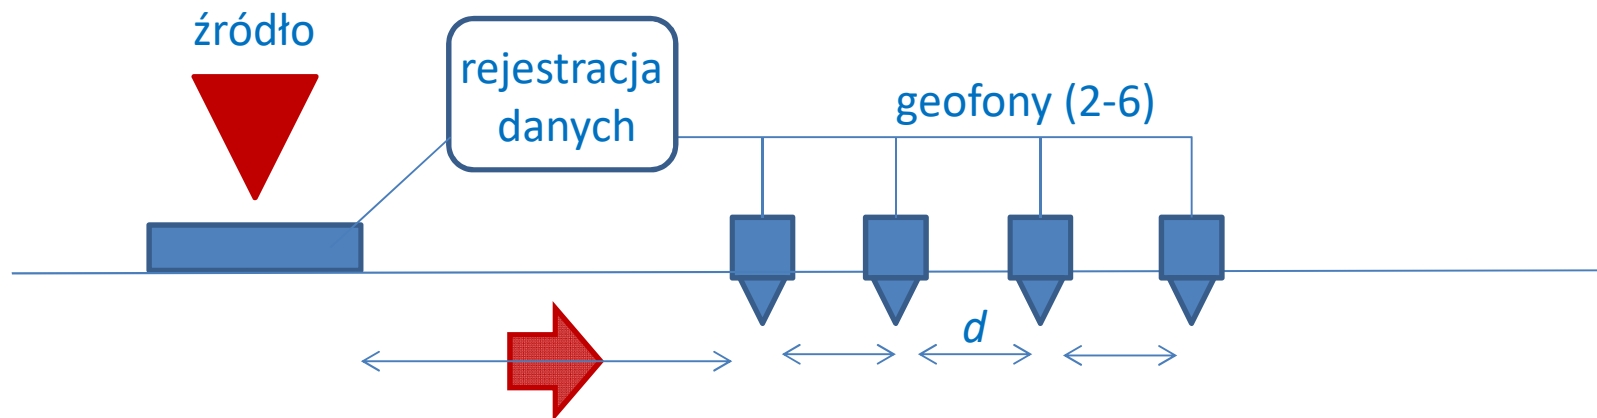 źródło
rejestracja
danych
geofony (2-6)
d